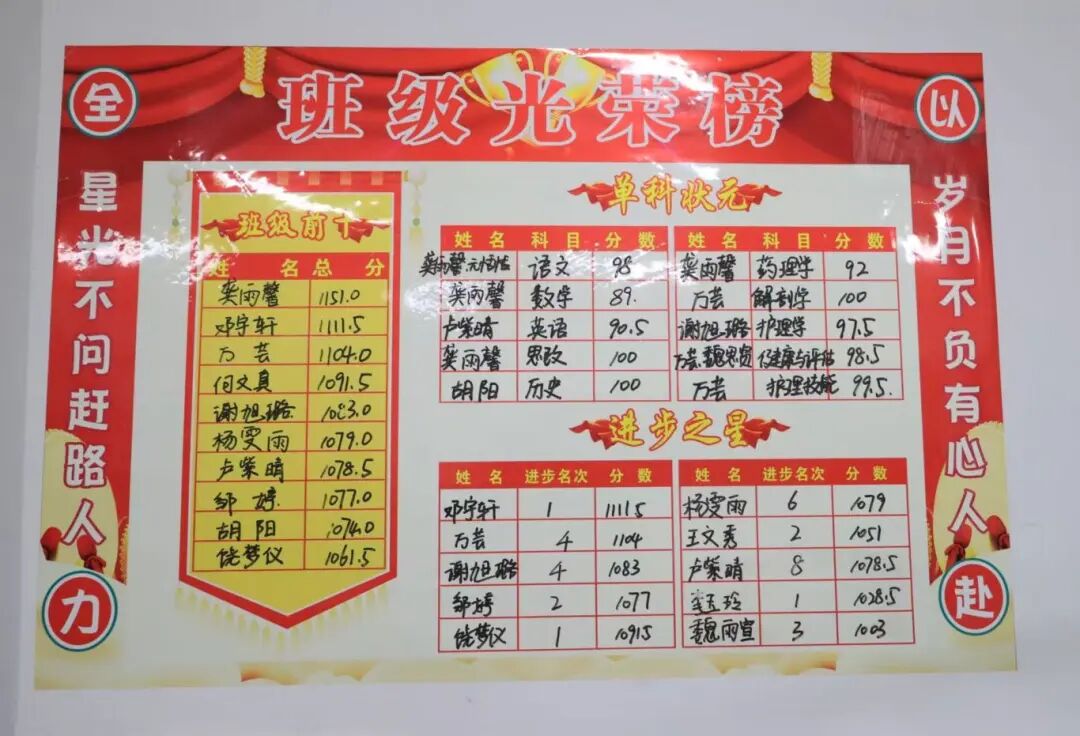 班级光荣榜
全
力
以
赴
星光不问赶路人
岁月不负有心人
班级前十
姓名 总分
龚雨馨 1151.0
邓宇轩 1111.5
万芸 1104.0
何文真 1091.5
谢旭璐 1083.0
杨雯雨 1079.0
卢紫晴 1078.5
邹婷 1077.0
胡阳 1074.0
饶梦仪 1061.5
单科状元
姓名 科目 分数 姓名 科目 分数
龚雨馨 语文 98 龚雨馨 药理学 92
龚雨馨 数学 89. 万芸 解剖学 100
卢紫晴 英语 90.5 谢旭璐 护理学 97.5
龚雨馨 思政 100 万芸、魏思贤 健康与评估 98.5
胡阳 历史 100 万芸 护理技能 99.5.
进步之星
姓名 进步名次 分数 姓名 进步名次 分数
邓宇轩 1 1111.5 杨雯雨 6 1079
万芸 4 1104 王文秀 2 1051
谢旭璐 4 1083 卢紫晴 8 1078.5
邹婷 2 1077 玲 1 1028.5
饶梦仪 1 魏雨宣 3 1003